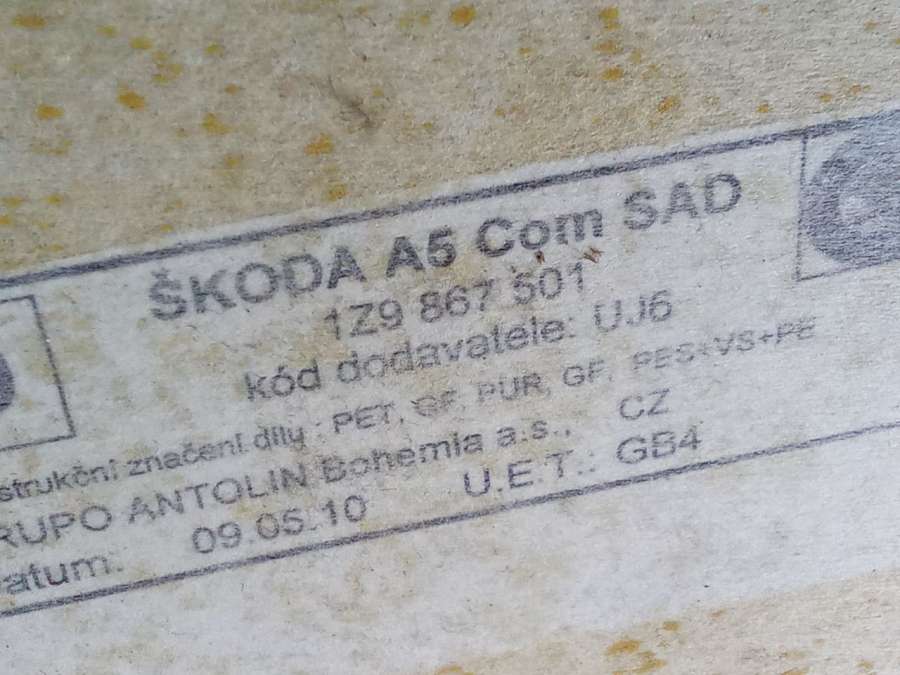 ŠKODA A5 Com SAD
1Z9 867 501
kód dodavatele: UJ6
strukční značení dílu : PET, GF, PUR, GF, PES+VS+PE
RUPO ANTOLIN Bohemia a.s., CZ
atum: 09.05.10 U.E.T.: GB4